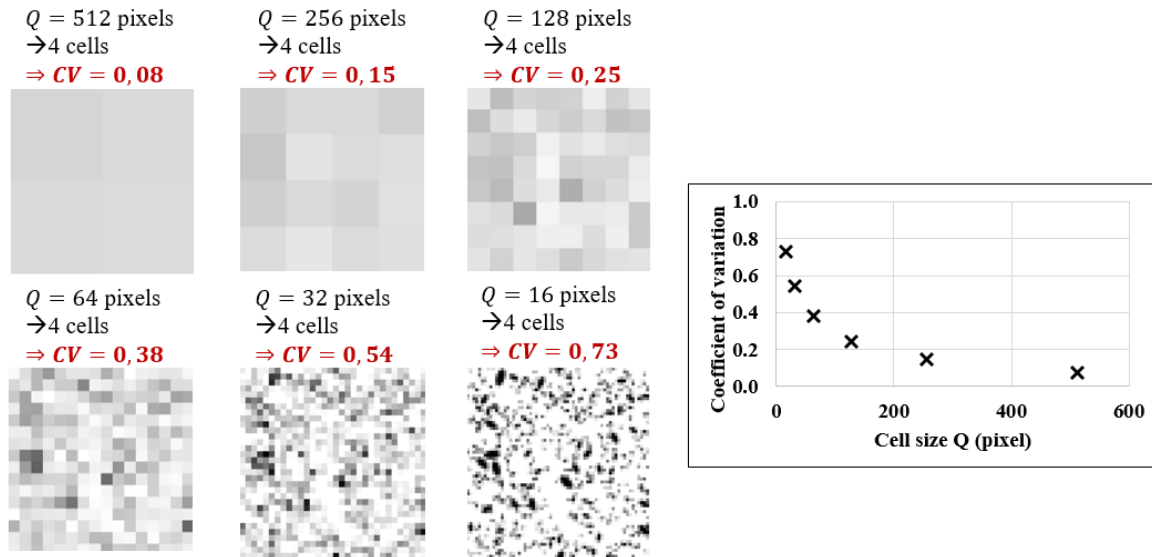 Q = 512 pixels
→4 cells
⇒ CV = 0,08
Q = 256 pixels
→4 cells
⇒ CV = 0,15
Q = 128 pixels
→4 cells
⇒ CV = 0,25
Q = 64 pixels
→4 cells
⇒ CV = 0,38
Q = 32 pixels
→4 cells
⇒ CV = 0,54
Q = 16 pixels
→4 cells
⇒ CV = 0,73
Coefficient of variation
1.0
0.8
0.6
0.4
0.2
0.0
0 200 400 600
Cell size Q (pixel)